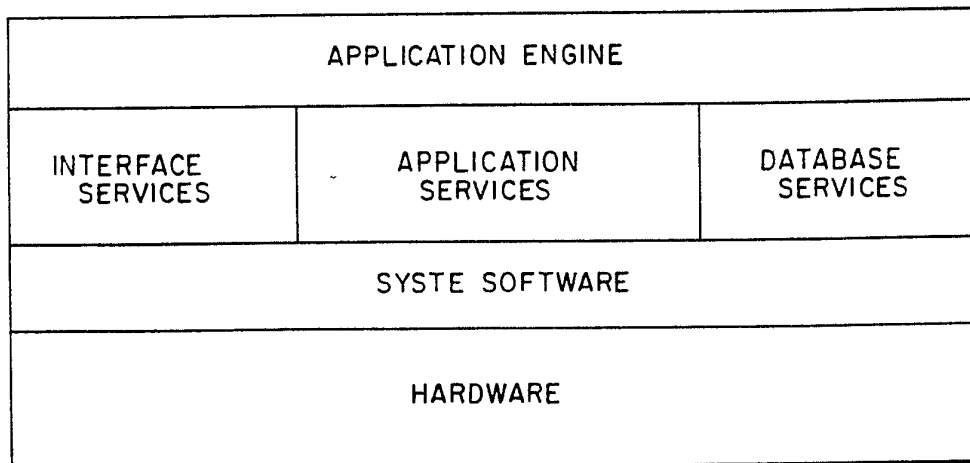 APPLICATION ENGINE
INTERFACE
SERVICES
APPLICATION
SERVICES
DATABASE
SERVICES
SYSTE SOFTWARE
HARDWARE